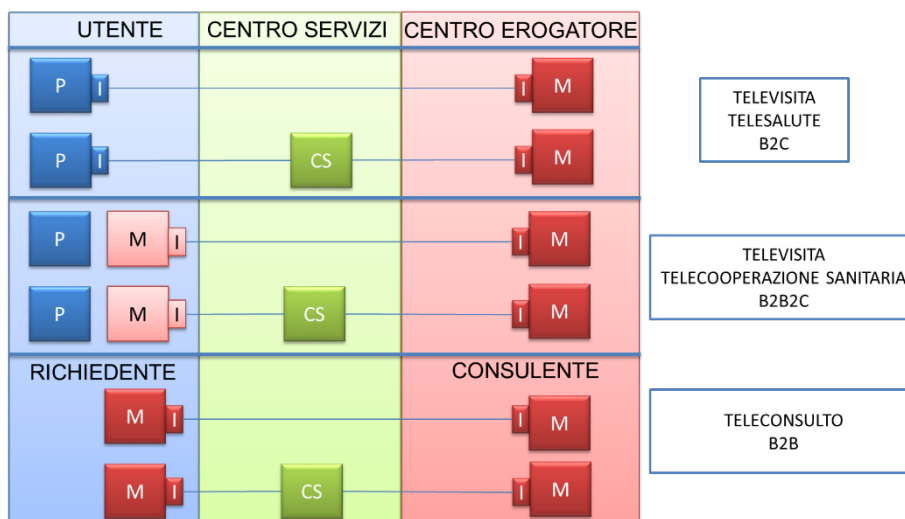 UTENTE CENTRO SERVIZI CENTRO EROGATORE
P I I M
P I CS I M
TELEVISITA
TELESALUTE
B2C
P M I I M
P M I CS I M
TELEVISITA
TELECOOPERAZIONE SANITARIA
B2B2C
RICHIEDENTE CONSULENTE
M I I M
M I CS I M
TELECONSULTO
B2B